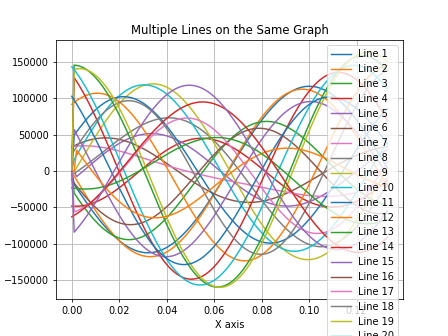 Multiple Lines on the Same Graph
150000
100000
50000
0
−50000
−100000
−150000
0.00
0.02
0.04
0.06
0.08
0.10
X axis
Line 1
Line 2
Line 3
Line 4
Line 5
Line 6
Line 7
Line 8
Line 9
Line 10
Line 11
Line 12
Line 13
Line 14
Line 15
Line 16
Line 17
Line 18
Line 19
Line 20